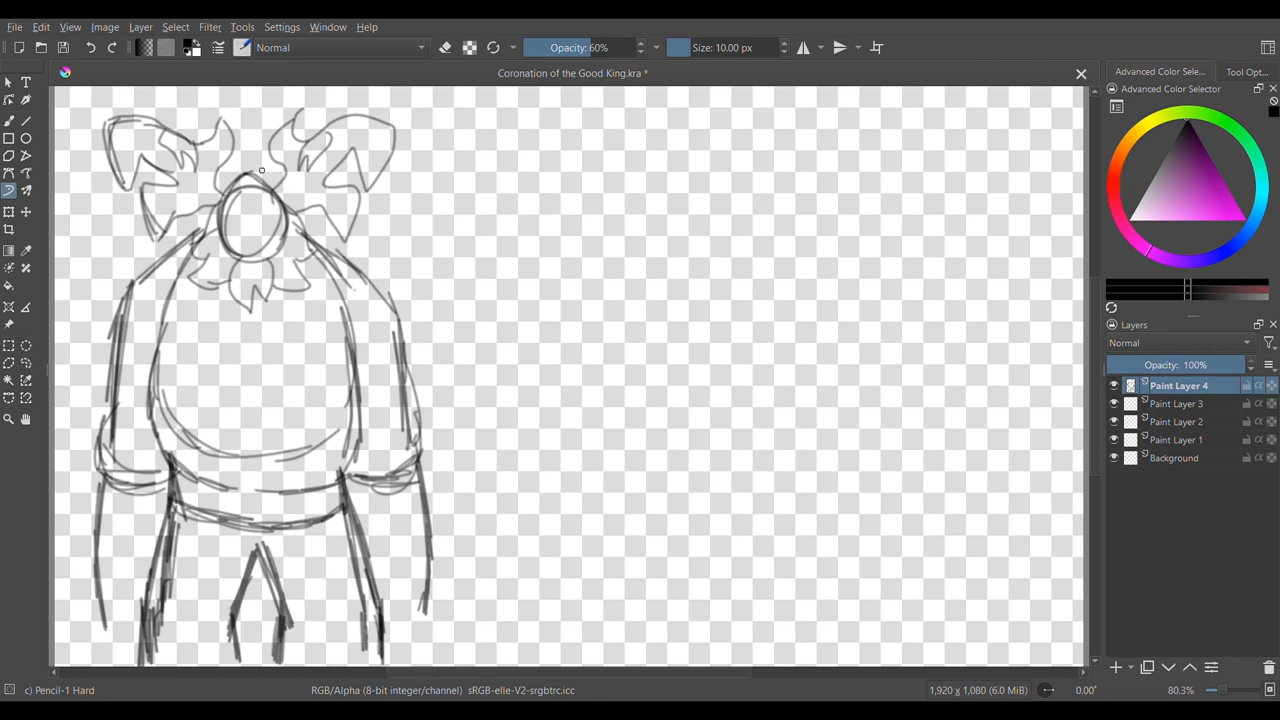 File Edit View Image Layer Select Filter Tools Settings Window Help
Normal Opacity: 60% Size: 10.00 px
Coronation of the Good King.kra *
Advanced Color Sele... Tool Opt...
Advanced Color Selector
Layers
Normal
Opacity: 100%
Paint Layer 4
Paint Layer 3
Paint Layer 2
Paint Layer 1
Background
c) Pencil-1 Hard RGB/Alpha (8-bit integer/channel) sRGB-elle-V2-srgbtrc.icc 1,920 x 1,080 (6.0 MiB) 0.00° 80.3%